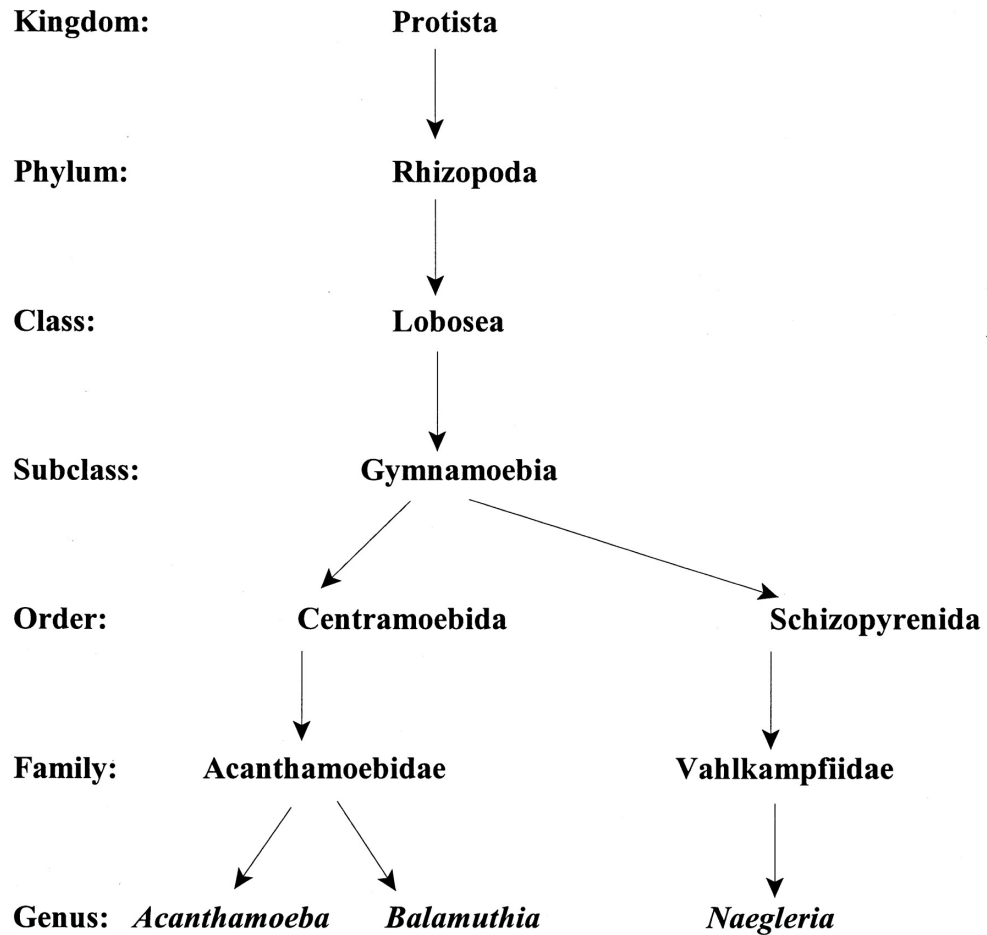 Kingdom: Protista
Phylum: Rhizopoda
Class: Lobosea
Subclass: Gymnamoebia
Order: Centramoebida Schizopyrenida
Family: Acanthamoebidae Vahlkampfiidae
Genus: Acanthamoeba Balamuthia Naegleria